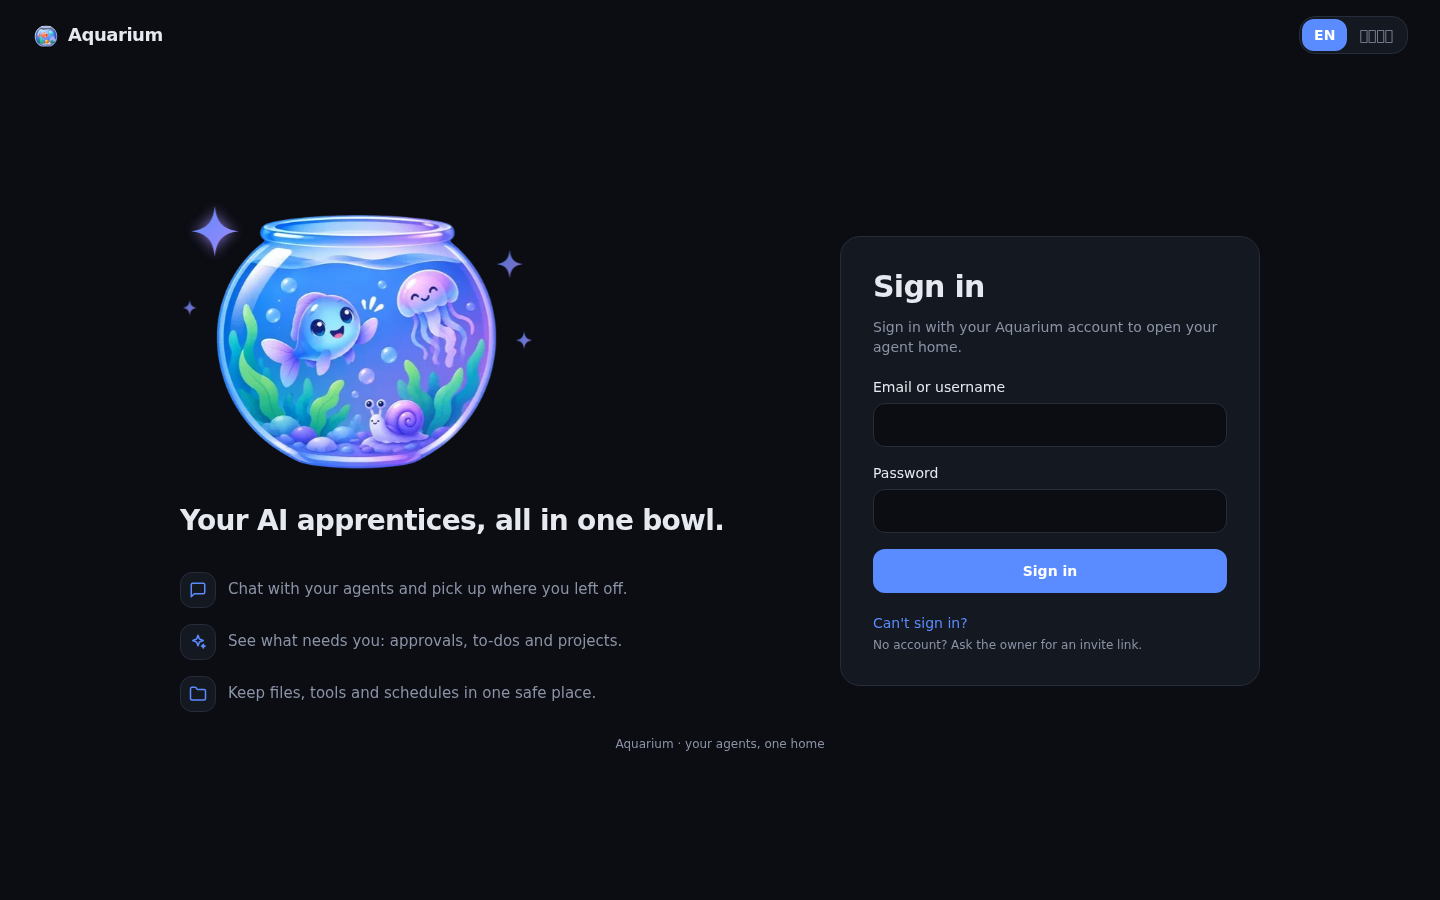 Aquarium
EN
Your AI apprentices, all in one bowl.
Chat with your agents and pick up where you left off.
See what needs you: approvals, to-dos and projects.
Keep files, tools and schedules in one safe place.
Sign in
Sign in with your Aquarium account to open your
agent home.
Email or username
Password
Sign in
Can't sign in?
No account? Ask the owner for an invite link.
Aquarium · your agents, one home